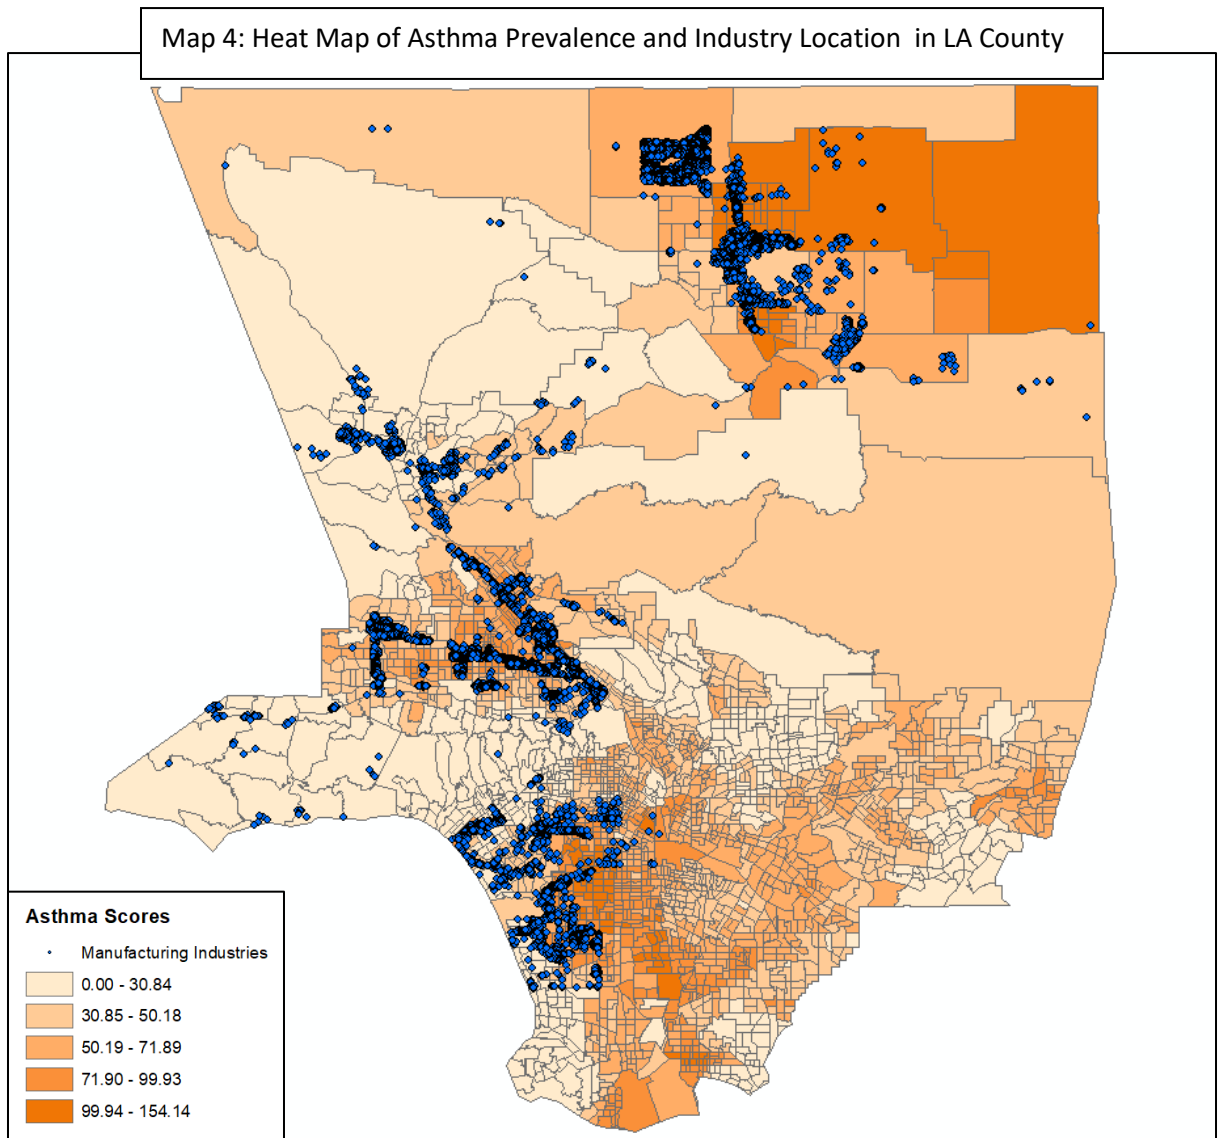 Map 4: Heat Map of Asthma Prevalence and Industry Location in LA County
Asthma Scores
Manufacturing Industries
0.00 - 30.84
30.85 - 50.18
50.19 - 71.89
71.90 - 99.93
99.94 - 154.14